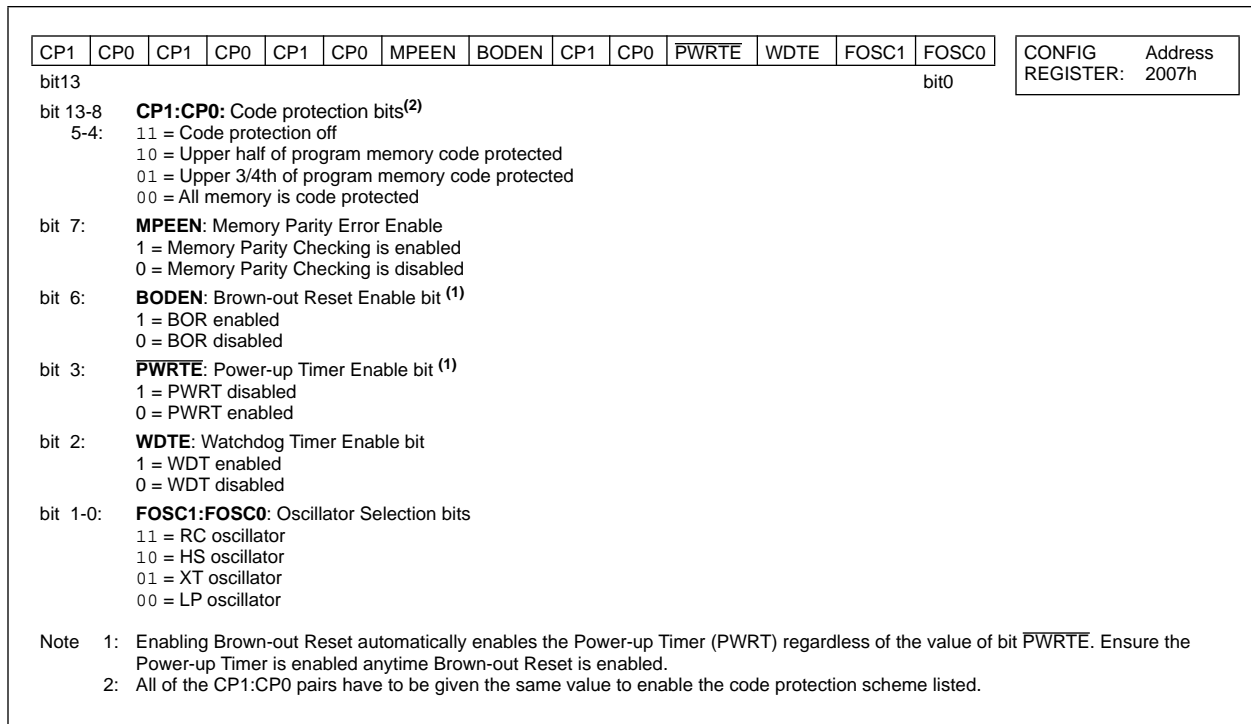 CP1 CP0 CP1 CP0 CP1 CP0 MPEEN BODEN CP1 CP0 PWRTE WDTE FOSC1 FOSC0
CONFIG Address
REGISTER: 2007h
bit13 bit0
bit 13-8 CP1:CP0: Code protection bits(2)
5-4: 11 = Code protection off
10 = Upper half of program memory code protected
01 = Upper 3/4th of program memory code protected
00 = All memory is code protected
bit 7: MPEEN: Memory Parity Error Enable
1 = Memory Parity Checking is enabled
0 = Memory Parity Checking is disabled
bit 6: BODEN: Brown-out Reset Enable bit (1)
1 = BOR enabled
0 = BOR disabled
bit 3: PWRTE: Power-up Timer Enable bit (1)
1 = PWRT disabled
0 = PWRT enabled
bit 2: WDTE: Watchdog Timer Enable bit
1 = WDT enabled
0 = WDT disabled
bit 1-0: FOSC1:FOSC0: Oscillator Selection bits
11 = RC oscillator
10 = HS oscillator
01 = XT oscillator
00 = LP oscillator
Note 1: Enabling Brown-out Reset automatically enables the Power-up Timer (PWRT) regardless of the value of bit PWRTE. Ensure the
Power-up Timer is enabled anytime Brown-out Reset is enabled.
2: All of the CP1:CP0 pairs have to be given the same value to enable the code protection scheme listed.